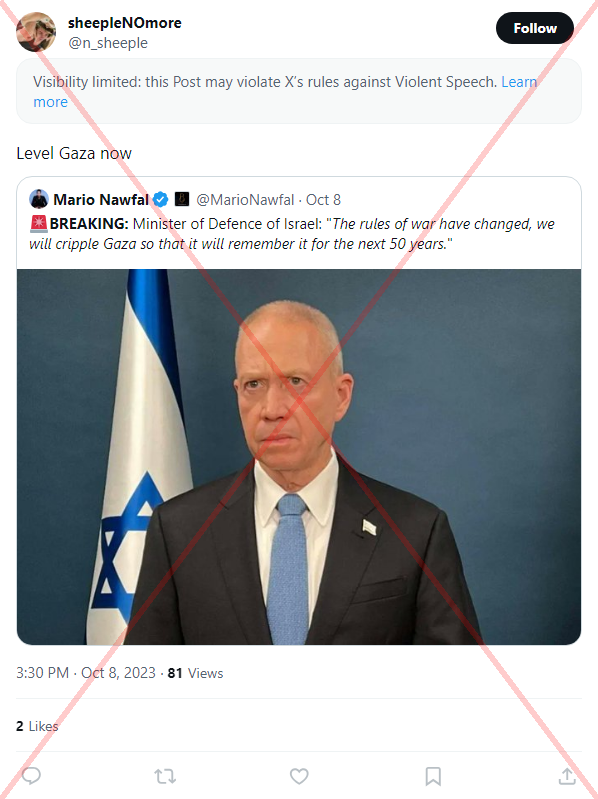 sheepleNOmore
@n_sheeple
Follow
Visibility limited: this Post may violate X's rules against Violent Speech. Learn
more
Level Gaza now
Mario Nawfal @MarioNawfal · Oct 8
🚨BREAKING: Minister of Defence of Israel: "The rules of war have changed, we
will cripple Gaza so that it will remember it for the next 50 years."
3:30 PM · Oct 8, 2023 · 81 Views
2 Likes